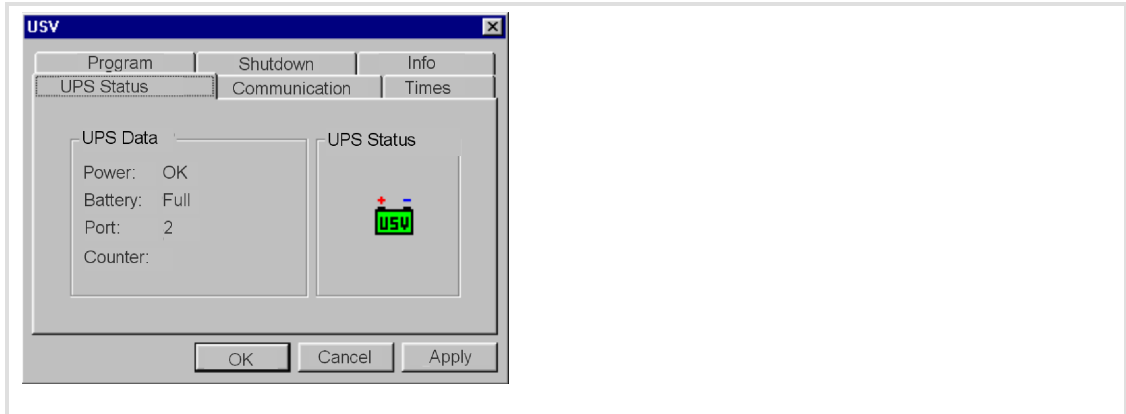 USV
Program Shutdown Info
UPS Status Communication Times
UPS Data UPS Status
Power: OK
Battery: Full
+ -
USV
Port: 2
Counter:
OK Cancel Apply